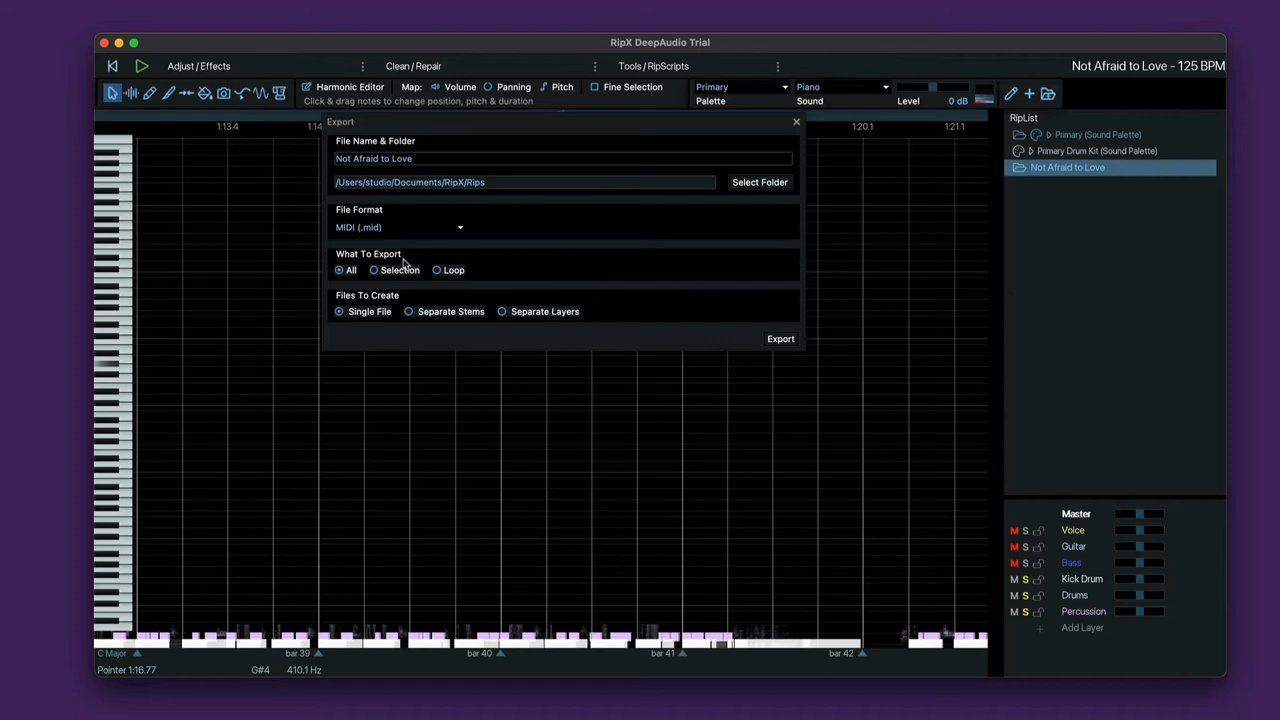 RipX DeepAudio Trial
Adjust / Effects
Clean / Repair
Tools / RipScripts
Not Afraid to Love - 125 BPM
Harmonic Editor
Map:
Volume
Panning
Pitch
Fine Selection
Click & drag notes to change position, pitch & duration
Primary
Palette
Piano
Sound
Level
0 dB
1:13.4
1:14
1:20.1
1:21.1
Export
File Name & Folder
Not Afraid to Love
/Users/studio/Documents/RipX/Rips
Select Folder
File Format
MIDI (.mid)
What To Export
All
Selection
Loop
Files To Create
Single File
Separate Stems
Separate Layers
Export
RipList
Primary (Sound Palette)
Primary Drum Kit (Sound Palette)
Not Afraid to Love
Master
M S Voice
M S Guitar
M S Bass
M S Kick Drum
M S Drums
M S Percussion
Add Layer
C Major
bar 39
bar 40
bar 41
bar 42
Pointer 1:16.77
G#4
410.1 Hz